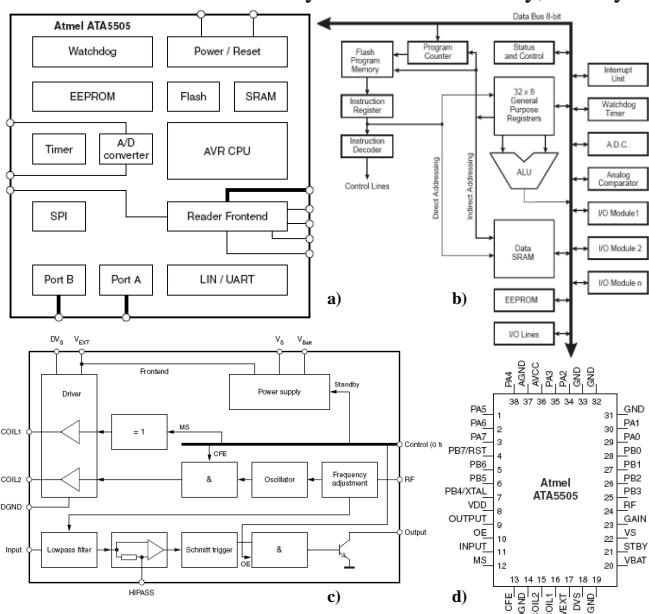 Atmel ATA5505
Watchdog
Power / Reset
EEPROM
Flash
SRAM
Timer
A/D
converter
AVR CPU
SPI
Reader Frontend
Port B
Port A
LIN / UART
a)
Data Bus 8-bit
Flash
Program
Memory
Program
Counter
Status
and Control
Instruction
Register
32 x 8
General
Purpose
Registrers
Instruction
Decoder
Control Lines
Direct Addressing
Indirect Addressing
ALU
Data
SRAM
EEPROM
I/O Lines
Interrupt
Unit
Watchdog
Timer
A.D.C.
Analog
Comparator
I/O Module1
I/O Module 2
I/O Module n
b)
DVS
VEXT
VS
VBatt
Frontend
Driver
Power supply
Standby
COIL1
= 1
MS
CFE
Control (0 t
COIL2
&
Oscillator
Frequency
adjustment
RF
DGND
Output
Input
Lowpass filter
Schmitt trigger
OE
&
HIPASS
c)
PA4
AGND
AVCC
PA3
PA2
GND
GND
38 37 36 35 34 33 32
PA5 1
PA6 2
PA7 3
PB7/RST 4
PB6 5
PB5 6
PB4/XTAL 7
VDD 8
OUTPUT 9
OE 10
INPUT 11
MS 12
Atmel
ATA5505
31 GND
30 PA1
29 PA0
28 PB0
27 PB1
26 PB2
25 PB3
24 RF
23 GAIN
22 VS
21 STBY
20 VBAT
13 14 15 16 17 18 19
CFE
DGND
COIL2
COIL1
VEXT
DVS
GND
d)